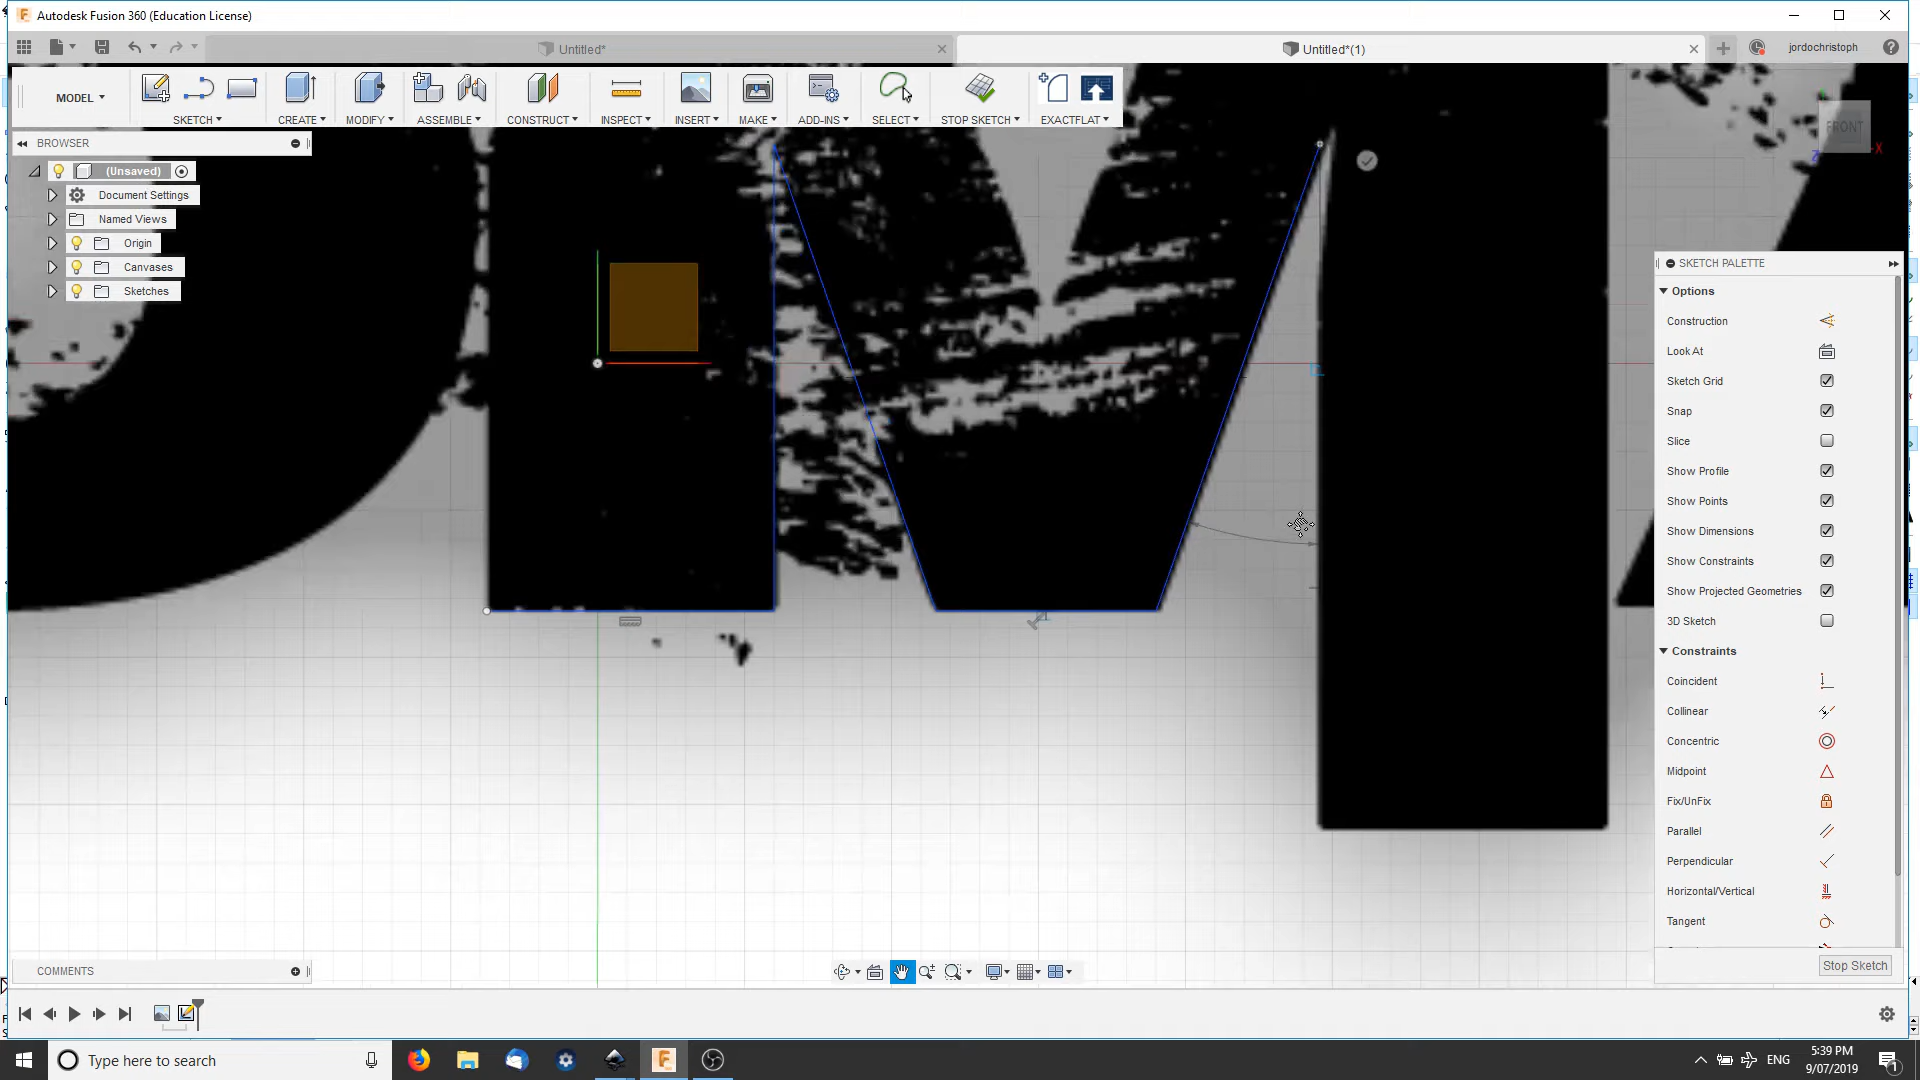 Autodesk Fusion 360 (Education License)
Untitled*
Untitled*(1)
jordochristoph
MODEL
SKETCH
CREATE
MODIFY
ASSEMBLE
CONSTRUCT
INSPECT
INSERT
MAKE
ADD-INS
SELECT
STOP SKETCH
EXACTFLAT
BROWSER
FRONT
X
Z
(Unsaved)
Document Settings
Named Views
Origin
Canvases
Sketches
SKETCH PALETTE
Options
Construction
Look At
Sketch Grid
Snap
Slice
Show Profile
Show Points
Show Dimensions
Show Constraints
Show Projected Geometries
3D Sketch
Constraints
Coincident
Collinear
Concentric
Midpoint
Fix/UnFix
Parallel
Perpendicular
Horizontal/Vertical
Tangent
Stop Sketch
COMMENTS
Type here to search
ENG
5:39 PM
9/07/2019
1